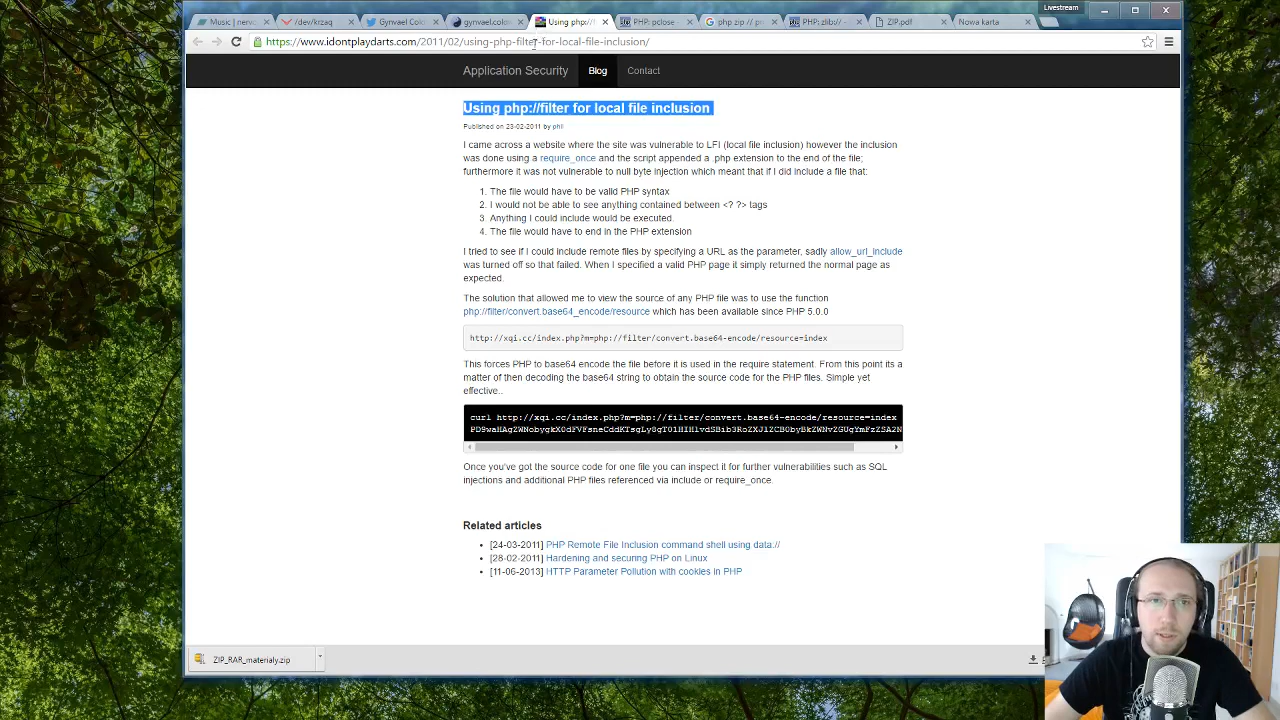 Livestream
Music | nervo
/dev/krzaq
Twitter Gynvael Col
gynvael.coldw
Using php://f
PHP: pclose
php zip // - p
PHP: zlib:// -
ZIP.pdf
Nowa karta
https://www.idontplaydarts.com/2011/02/using-php-filter-for-local-file-inclusion/
Application Security Blog Contact
Using php://filter for local file inclusion
Published on 23-02-2011 by phil
I came across a website where the site was vulnerable to LFI (local file inclusion) however the inclusion
was done using a require_once and the script appended a .php extension to the end of the file;
furthermore it was not vulnerable to null byte injection which meant that if I did include a file that:
1. The file would have to be valid PHP syntax
2. I would not be able to see anything contained between <? ?> tags
3. Anything I could include would be executed.
4. The file would have to end in the PHP extension
I tried to see if I could include remote files by specifying a URL as the parameter, sadly allow_url_include
was turned off so that failed. When I specified a valid PHP page it simply returned the normal page as
expected.
The solution that allowed me to view the source of any PHP file was to use the function
php://filter/convert.base64_encode/resource which has been available since PHP 5.0.0
http://xqi.cc/index.php?m=php://filter/convert.base64-encode/resource=index
This forces PHP to base64 encode the file before it is used in the require statement. From this point its a
matter of then decoding the base64 string to obtain the source code for the PHP files. Simple yet
effective..
curl http://xqi.cc/index.php?m=php://filter/convert.base64-encode/resource=index
Once you've got the source code for one file you can inspect it for further vulnerabilities such as SQL
injections and additional PHP files referenced via include or require_once.
Related articles
• [24-03-2011] PHP Remote File Inclusion command shell using data://
• [28-02-2011] Hardening and securing PHP on Linux
• [11-06-2013] HTTP Parameter Pollution with cookies in PHP
ZIP_RAR_materialy.zip